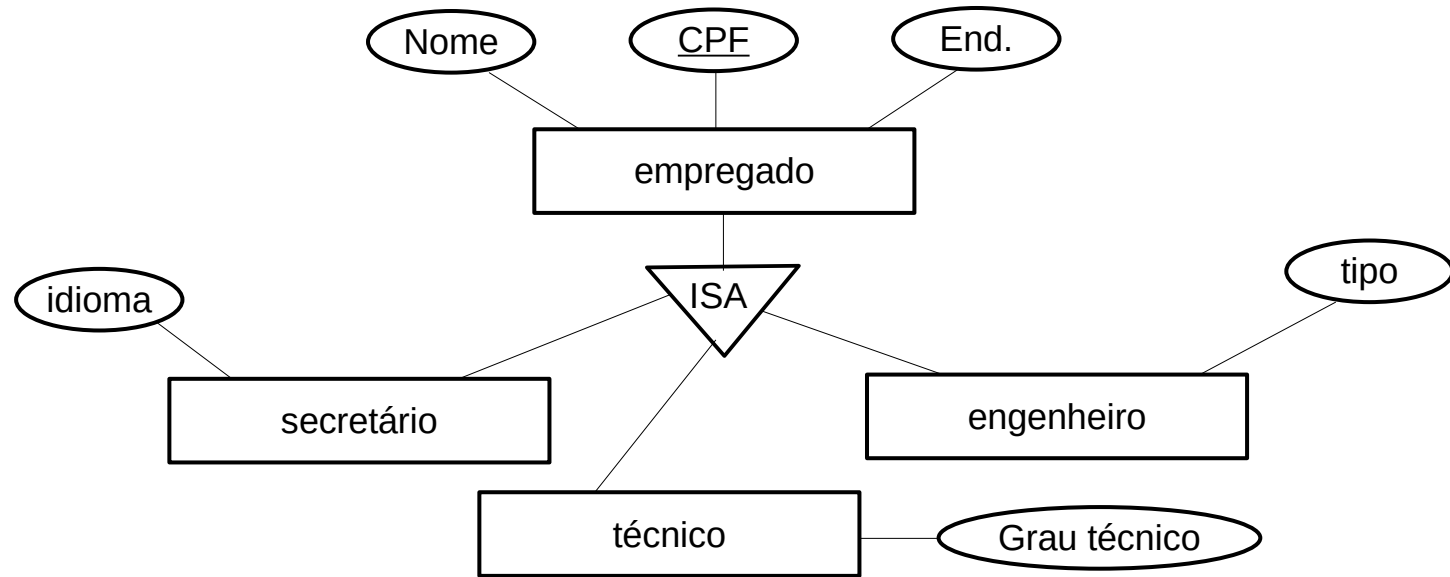 Nome
CPF
End.
empregado
ISA
tipo
idioma
secretário
engenheiro
técnico
Grau técnico